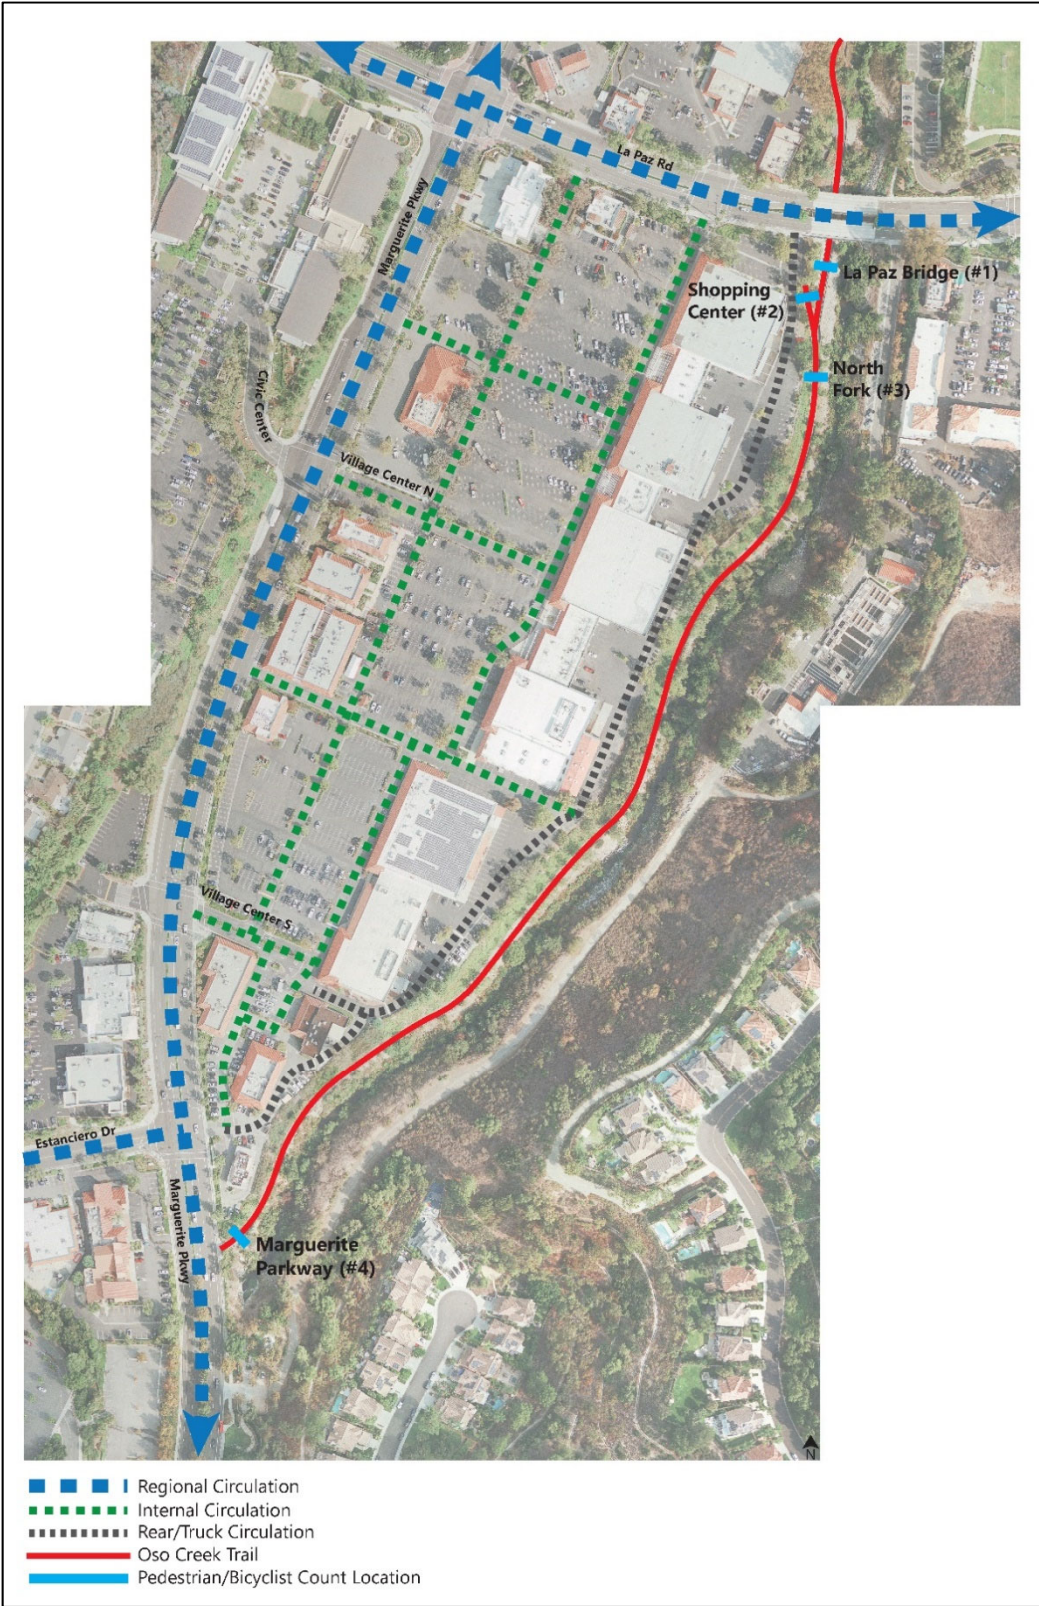 La Paz Rd
Marguerite Pkwy
La Paz Bridge (#1)
Shopping
Center (#2)
North
Fork (#3)
Civic Center
Village Center N
Village Center S
Estanciero Dr
Marguerite Pkwy
Marguerite
Parkway (#4)
N
Regional Circulation
Internal Circulation
Rear/Truck Circulation
Oso Creek Trail
Pedestrian/Bicyclist Count Location